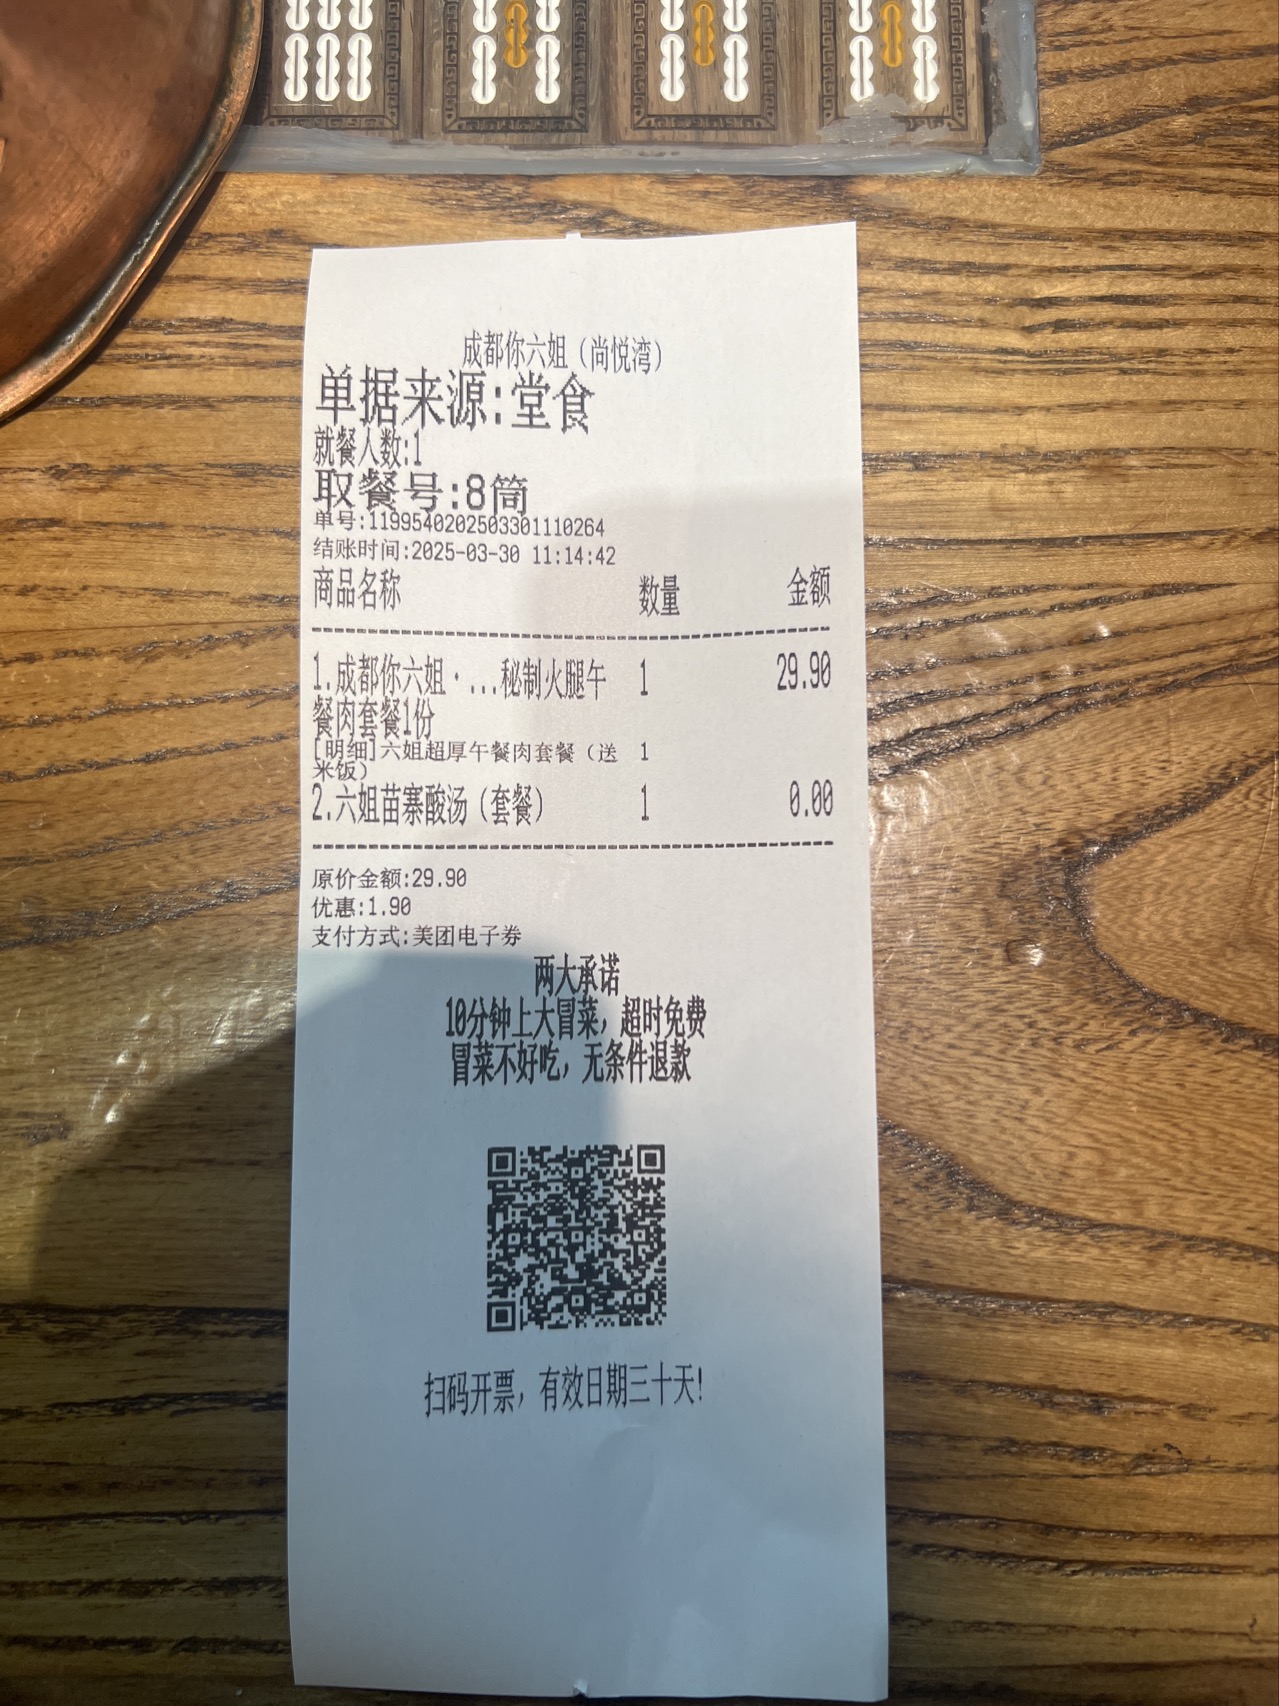 成都你六姐（尚悦湾）
单据来源:堂食
就餐人数:1
取餐号:8筒
单号:1199540202503301110264
结账时间:2025-03-30 11:14:42
商品名称 数量 金额
1.成都你六姐·...秘制火腿午 1 29.90
餐肉套餐1份
[明细]六姐超厚午餐肉套餐（送 1
米饭）
2.六姐苗寨酸汤（套餐） 1 0.00
原价金额:29.90
优惠:1.90
支付方式:美团电子券
两大承诺
10分钟上大冒菜，超时免费
冒菜不好吃，无条件退款
扫码开票，有效日期三十天!